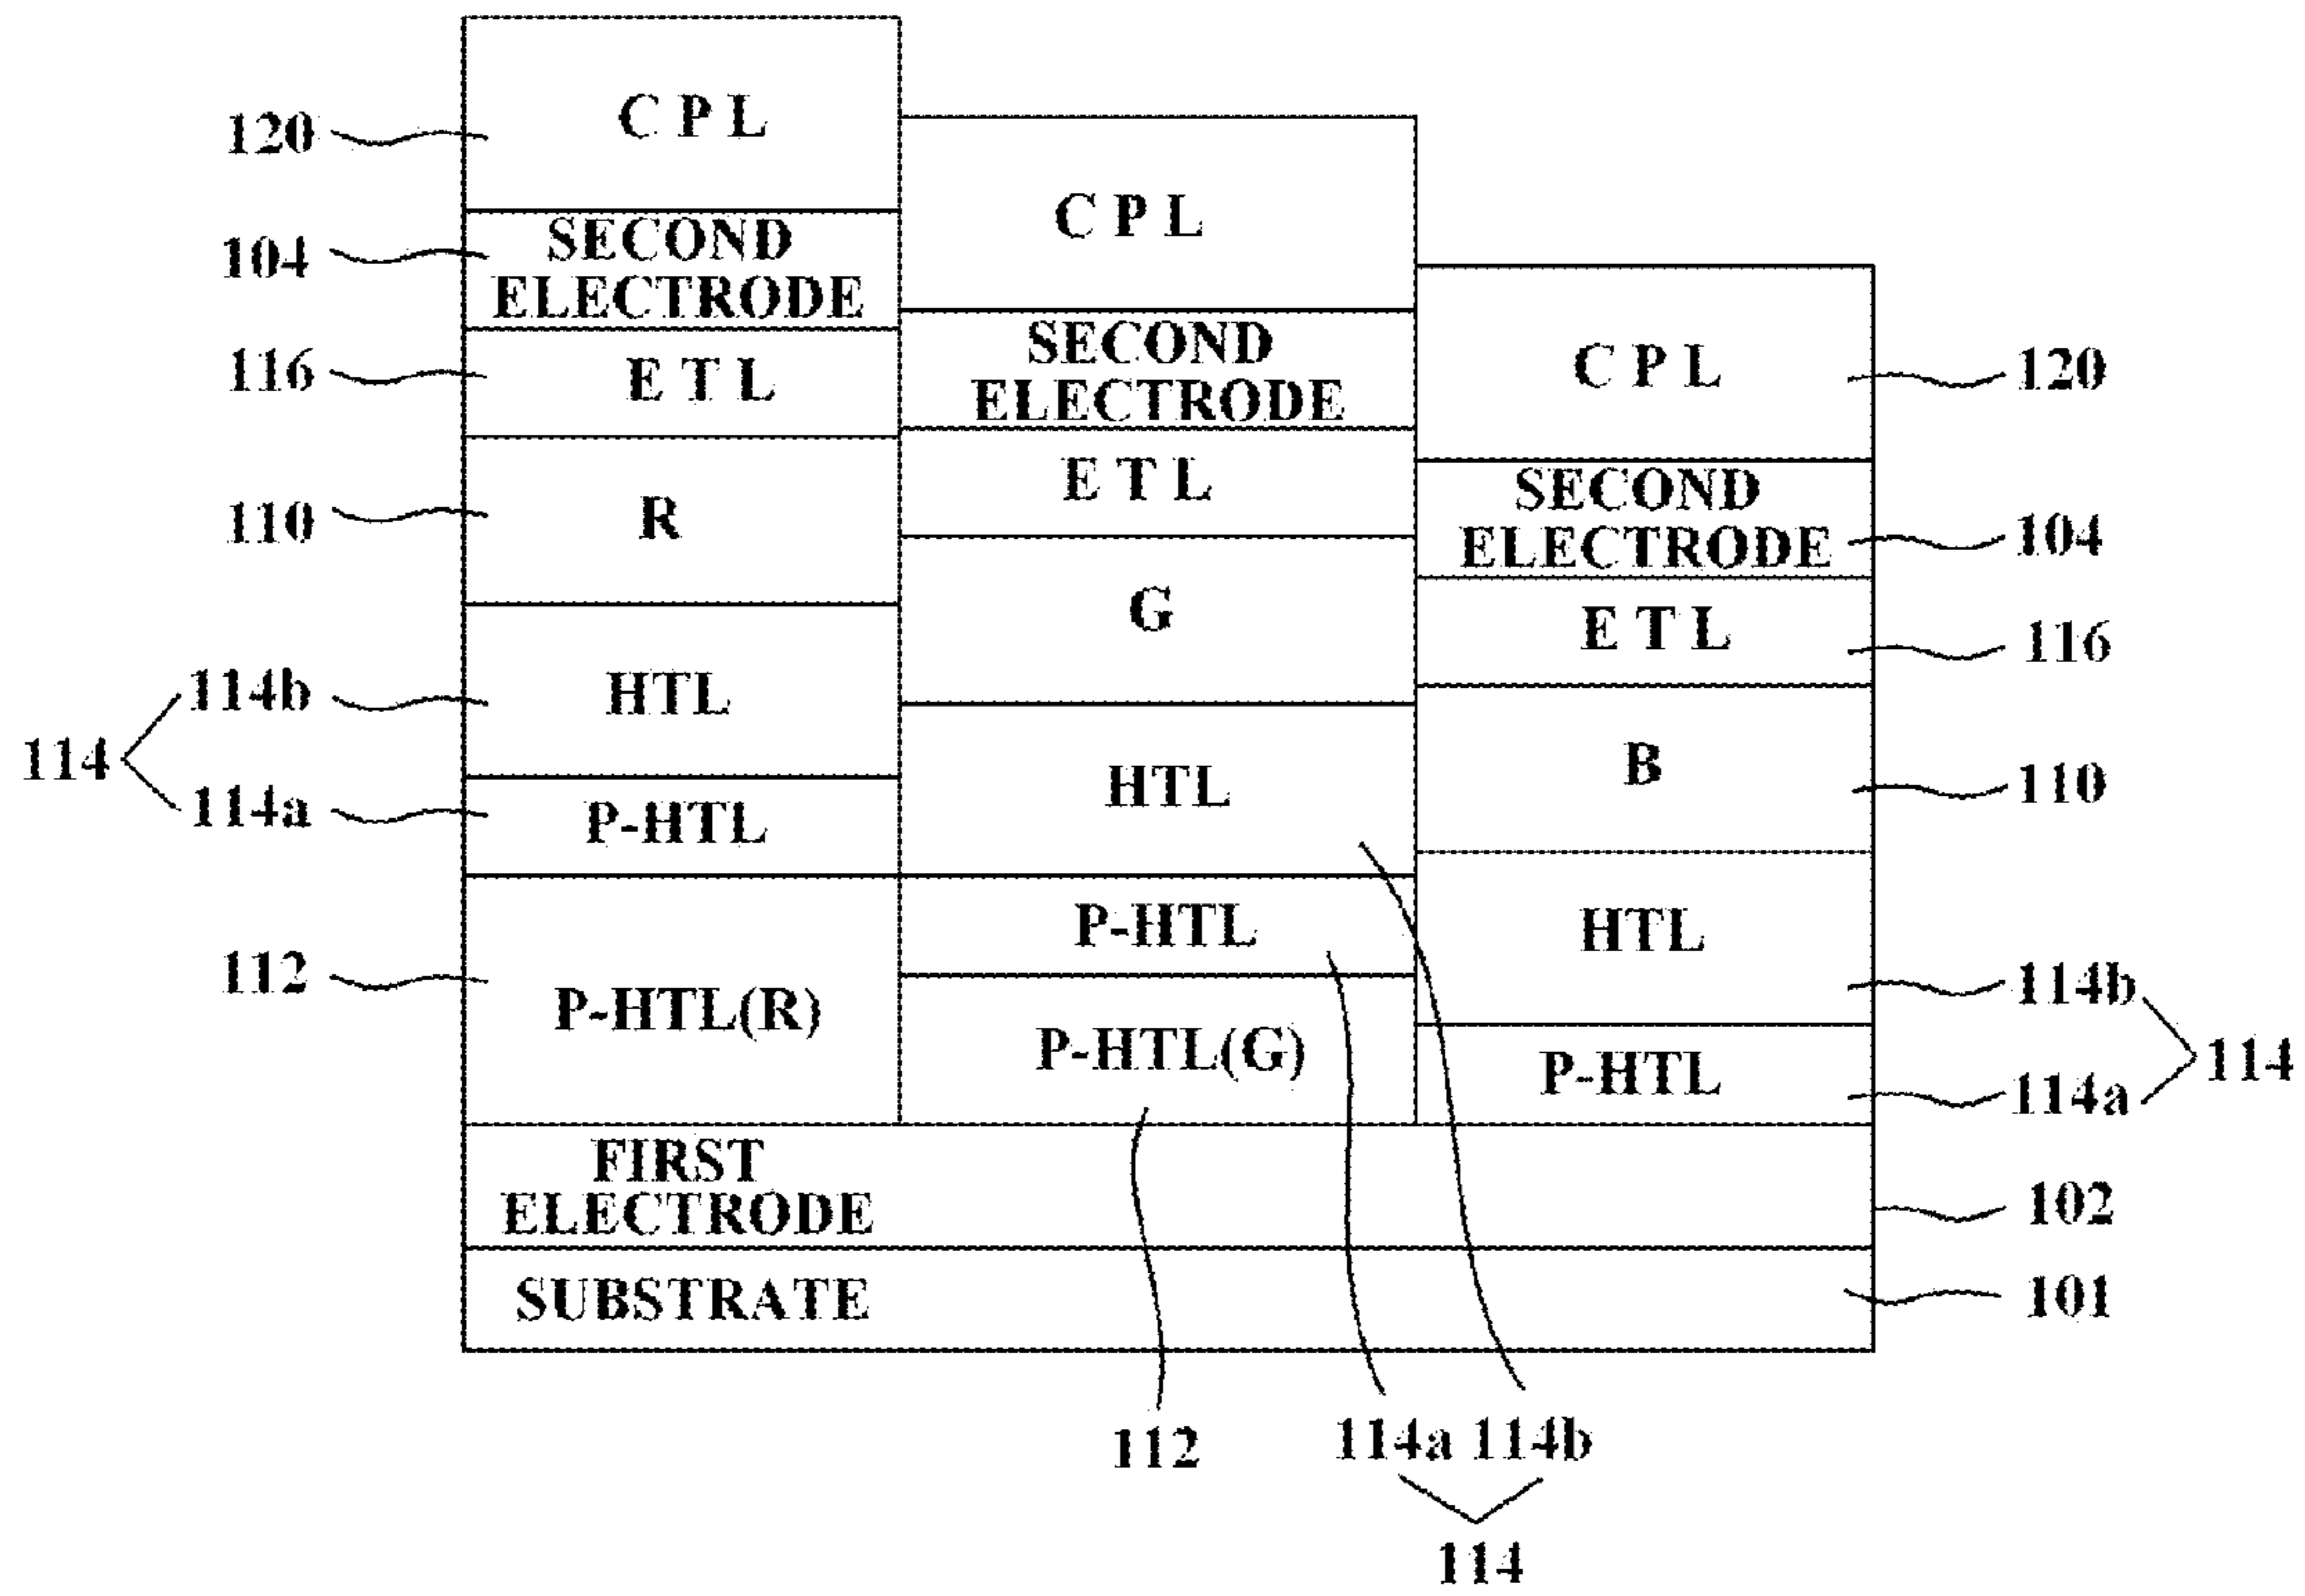 C P L
120
C P L
SECOND
ELECTRODE
104
SECOND
ELECTRODE
C P L
120
E T L
116
E T L
SECOND
ELECTRODE
104
R
110
G
E T L
116
HTL
114b
114
114a
P-HTL
HTL
B
110
P-HTL
HTL
112
P-HTL(R)
P-HTL(G)
114b
P-HTL
114a
114
FIRST
ELECTRODE
102
SUBSTRATE
101
112
114a 114b
114